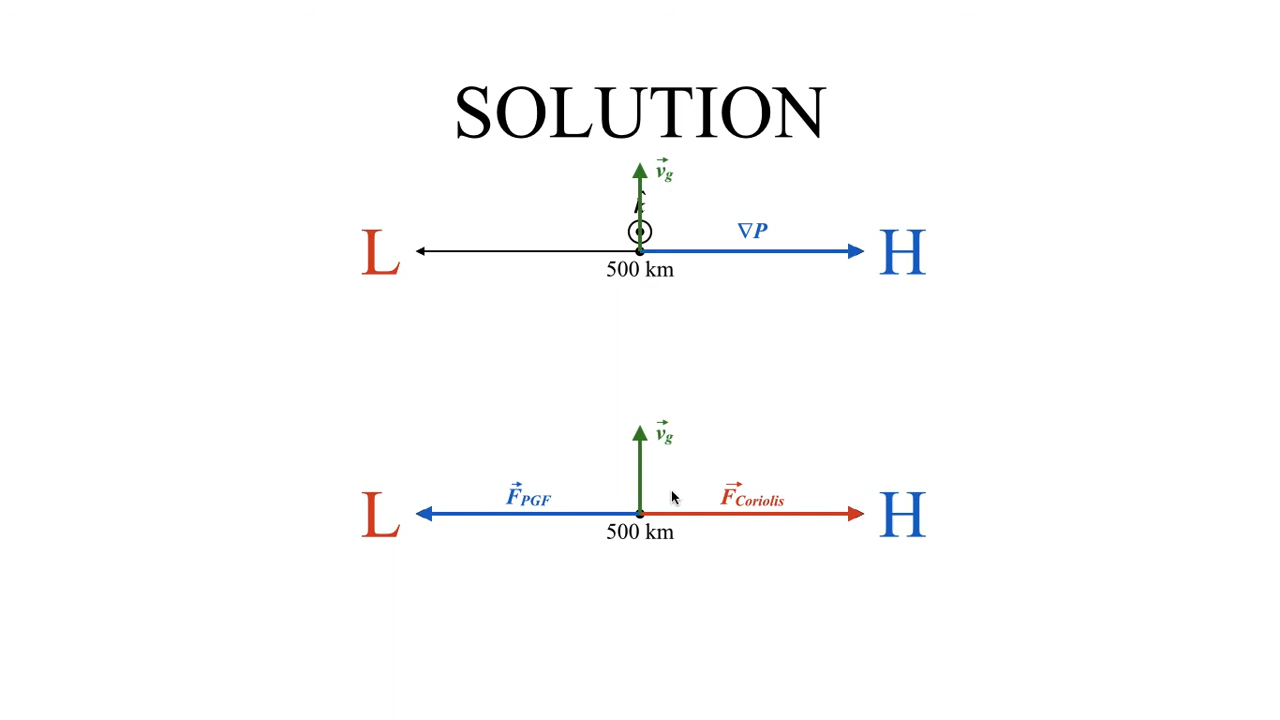 SOLUTION
v⃗g
k̂
L ∇P H
500 km
v⃗g
L F⃗PGF F⃗Coriolis H
500 km